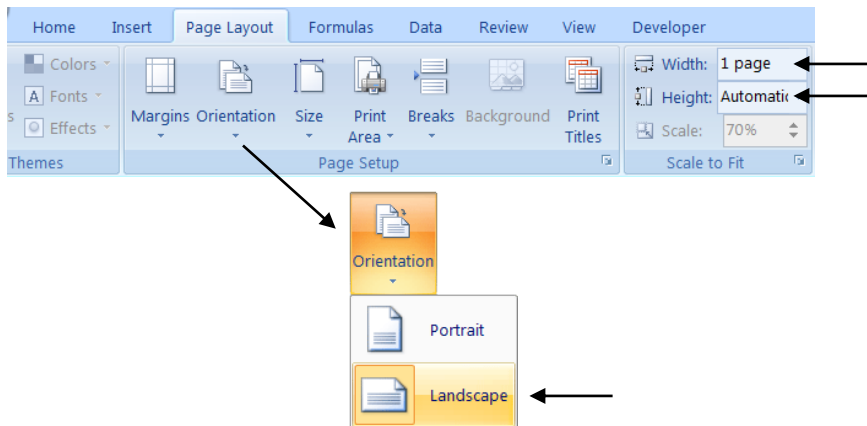 Home Insert Page Layout Formulas Data Review View Developer
Colors
Fonts
Effects
Themes
Margins Orientation Size Print Area Breaks Background Print Titles
Page Setup
Width: 1 page
Height: Automatic
Scale: 70%
Scale to Fit
Orientation
Portrait
Landscape